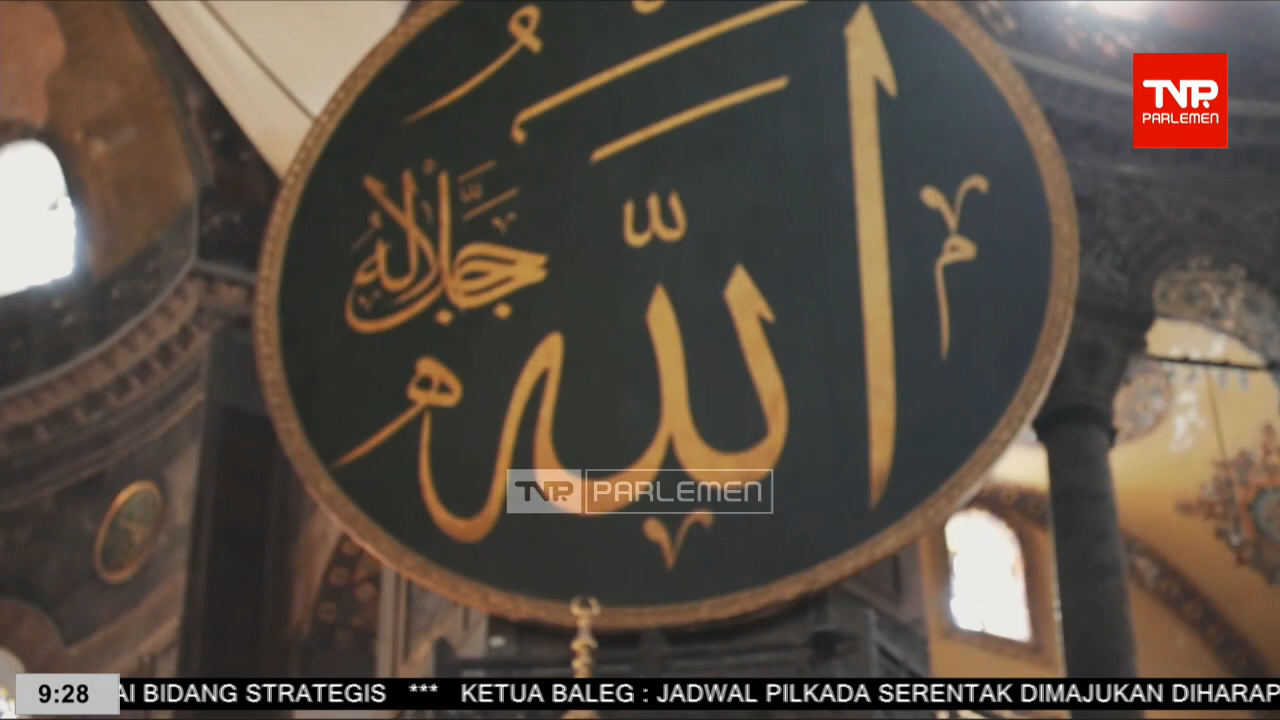 TVR
PARLEMEN
الله
جل جلاله
TVR PARLEMEN
9:28
AI BIDANG STRATEGIS *** KETUA BALEG : JADWAL PILKADA SERENTAK DIMAJUKAN DIHARAP